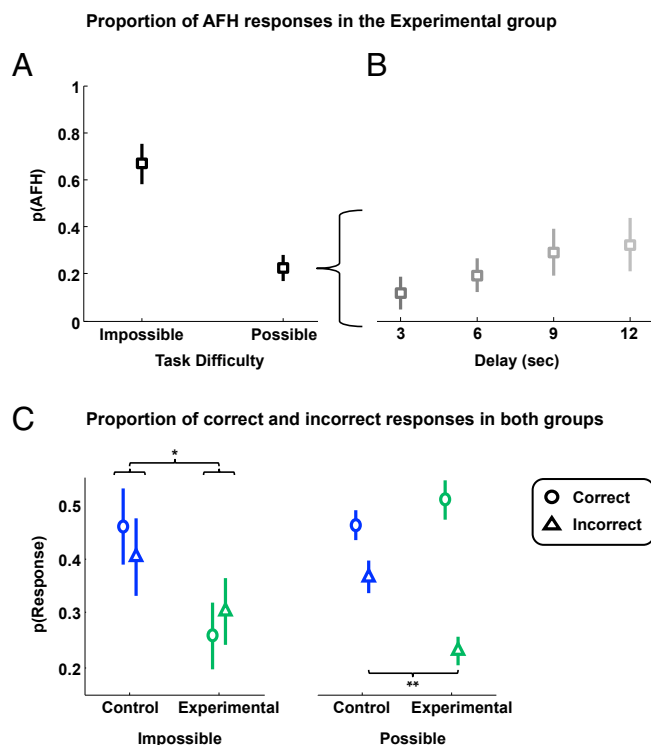 Proportion of AFH responses in the Experimental group
A
B
1
0.8
0.6
0.4
0.2
0
p(AFH)
Impossible
Possible
Task Difficulty
3
6
9
12
Delay (sec)
C
Proportion of correct and incorrect responses in both groups
*
0.5
0.4
0.3
0.2
p(Response)
Correct
Incorrect
**
Control
Experimental
Control
Experimental
Impossible
Possible